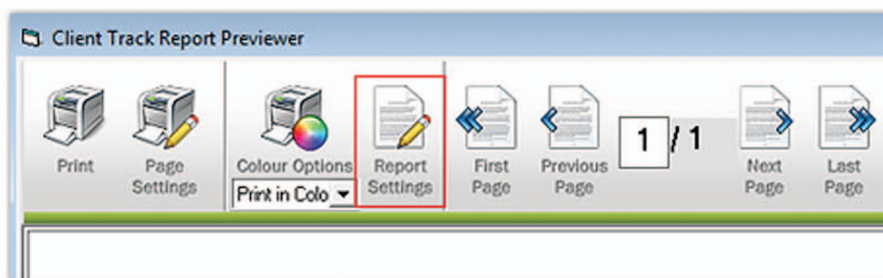 Client Track Report Previewer
Print
Page
Settings
Colour Options
Print in Colo
Report
Settings
First
Page
Previous
Page
1 / 1
Next
Page
Last
Page